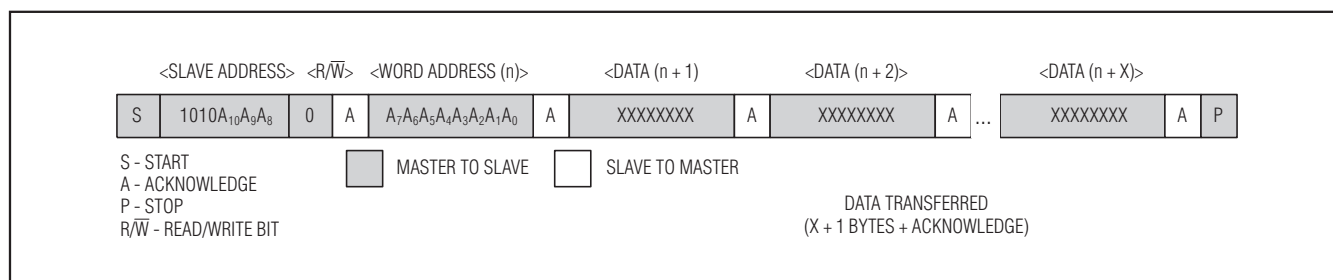 <SLAVE ADDRESS> <R/W̅> <WORD ADDRESS (n)> <DATA (n + 1) <DATA (n + 2)> <DATA (n + X)>
S 1010A₁₀A₉A₈ 0 A A₇A₆A₅A₄A₃A₂A₁A₀ A XXXXXXXX A XXXXXXXX A ... XXXXXXXX A P
S - START
A - ACKNOWLEDGE
P - STOP
R/W̅ - READ/WRITE BIT
MASTER TO SLAVE
SLAVE TO MASTER
DATA TRANSFERRED
(X + 1 BYTES + ACKNOWLEDGE)